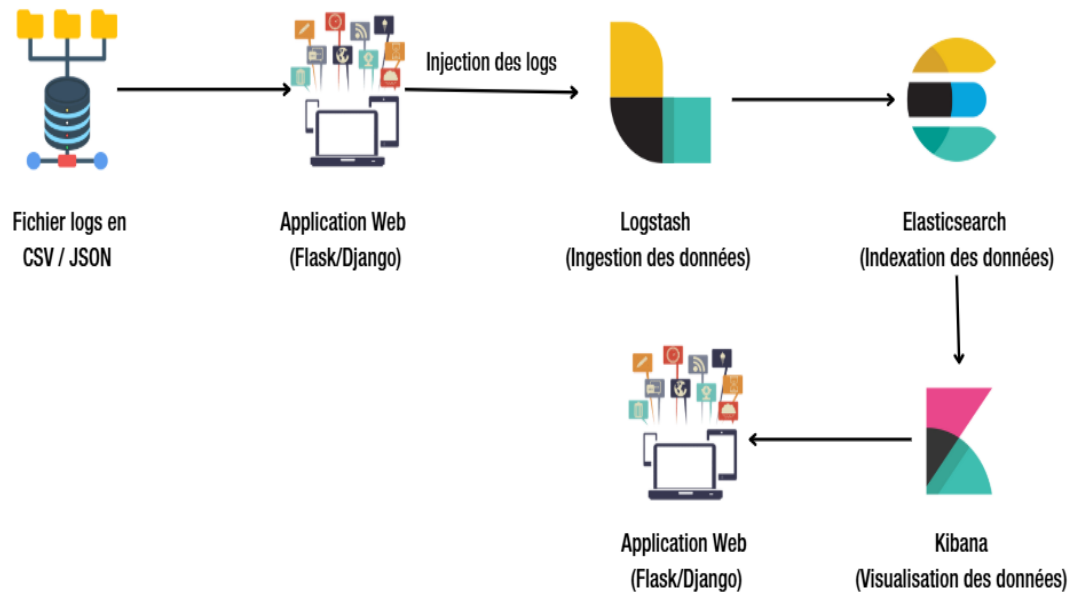 Injection des logs
Fichier logs en
CSV / JSON
Application Web
(Flask/Django)
Logstash
(Ingestion des données)
Elasticsearch
(Indexation des données)
Application Web
(Flask/Django)
Kibana
(Visualisation des données)